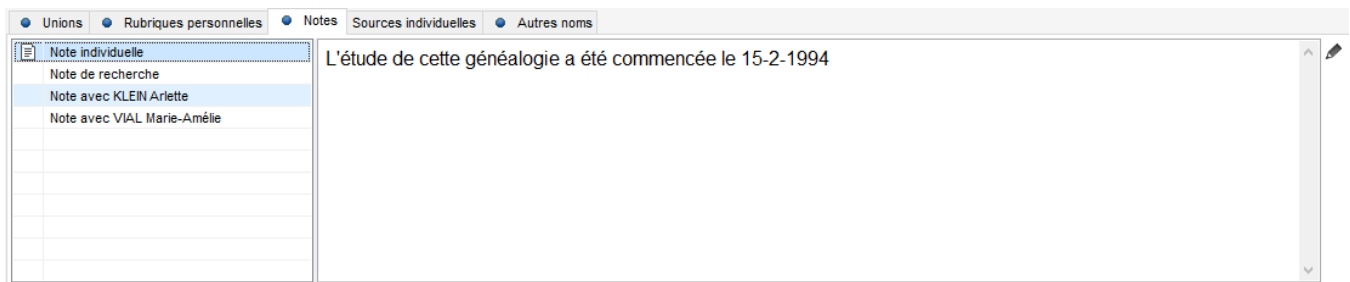 Unions Rubriques personnelles Notes Sources individuelles Autres noms
Note individuelle
Note de recherche
Note avec KLEIN Arlette
Note avec VIAL Marie-Amélie
L'étude de cette généalogie a été commencée le 15-2-1994